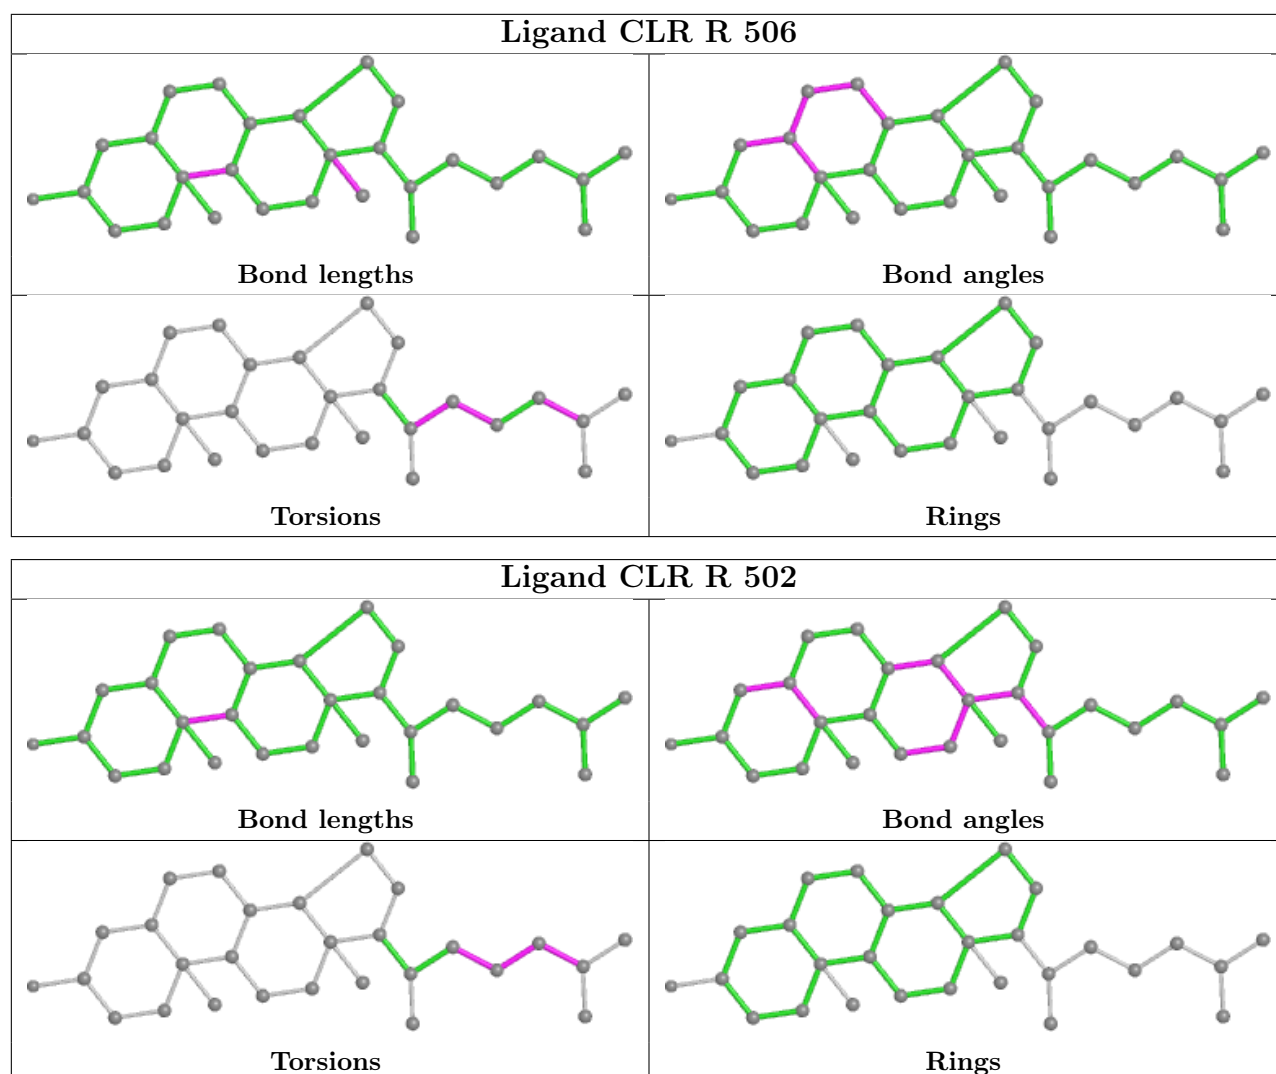 Ligand CLR R 506
Bond lengths
Bond angles
Torsions
Rings
Ligand CLR R 502
Bond lengths
Bond angles
Torsions
Rings